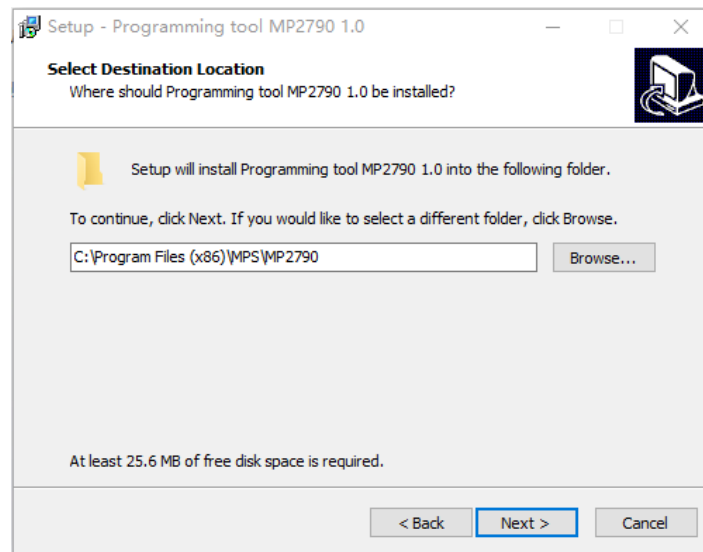 Setup - Programming tool MP2790 1.0
Select Destination Location
Where should Programming tool MP2790 1.0 be installed?
Setup will install Programming tool MP2790 1.0 into the following folder.
To continue, click Next. If you would like to select a different folder, click Browse.
C:\Program Files (x86)\MPS\MP2790
Browse...
At least 25.6 MB of free disk space is required.
< Back
Next >
Cancel